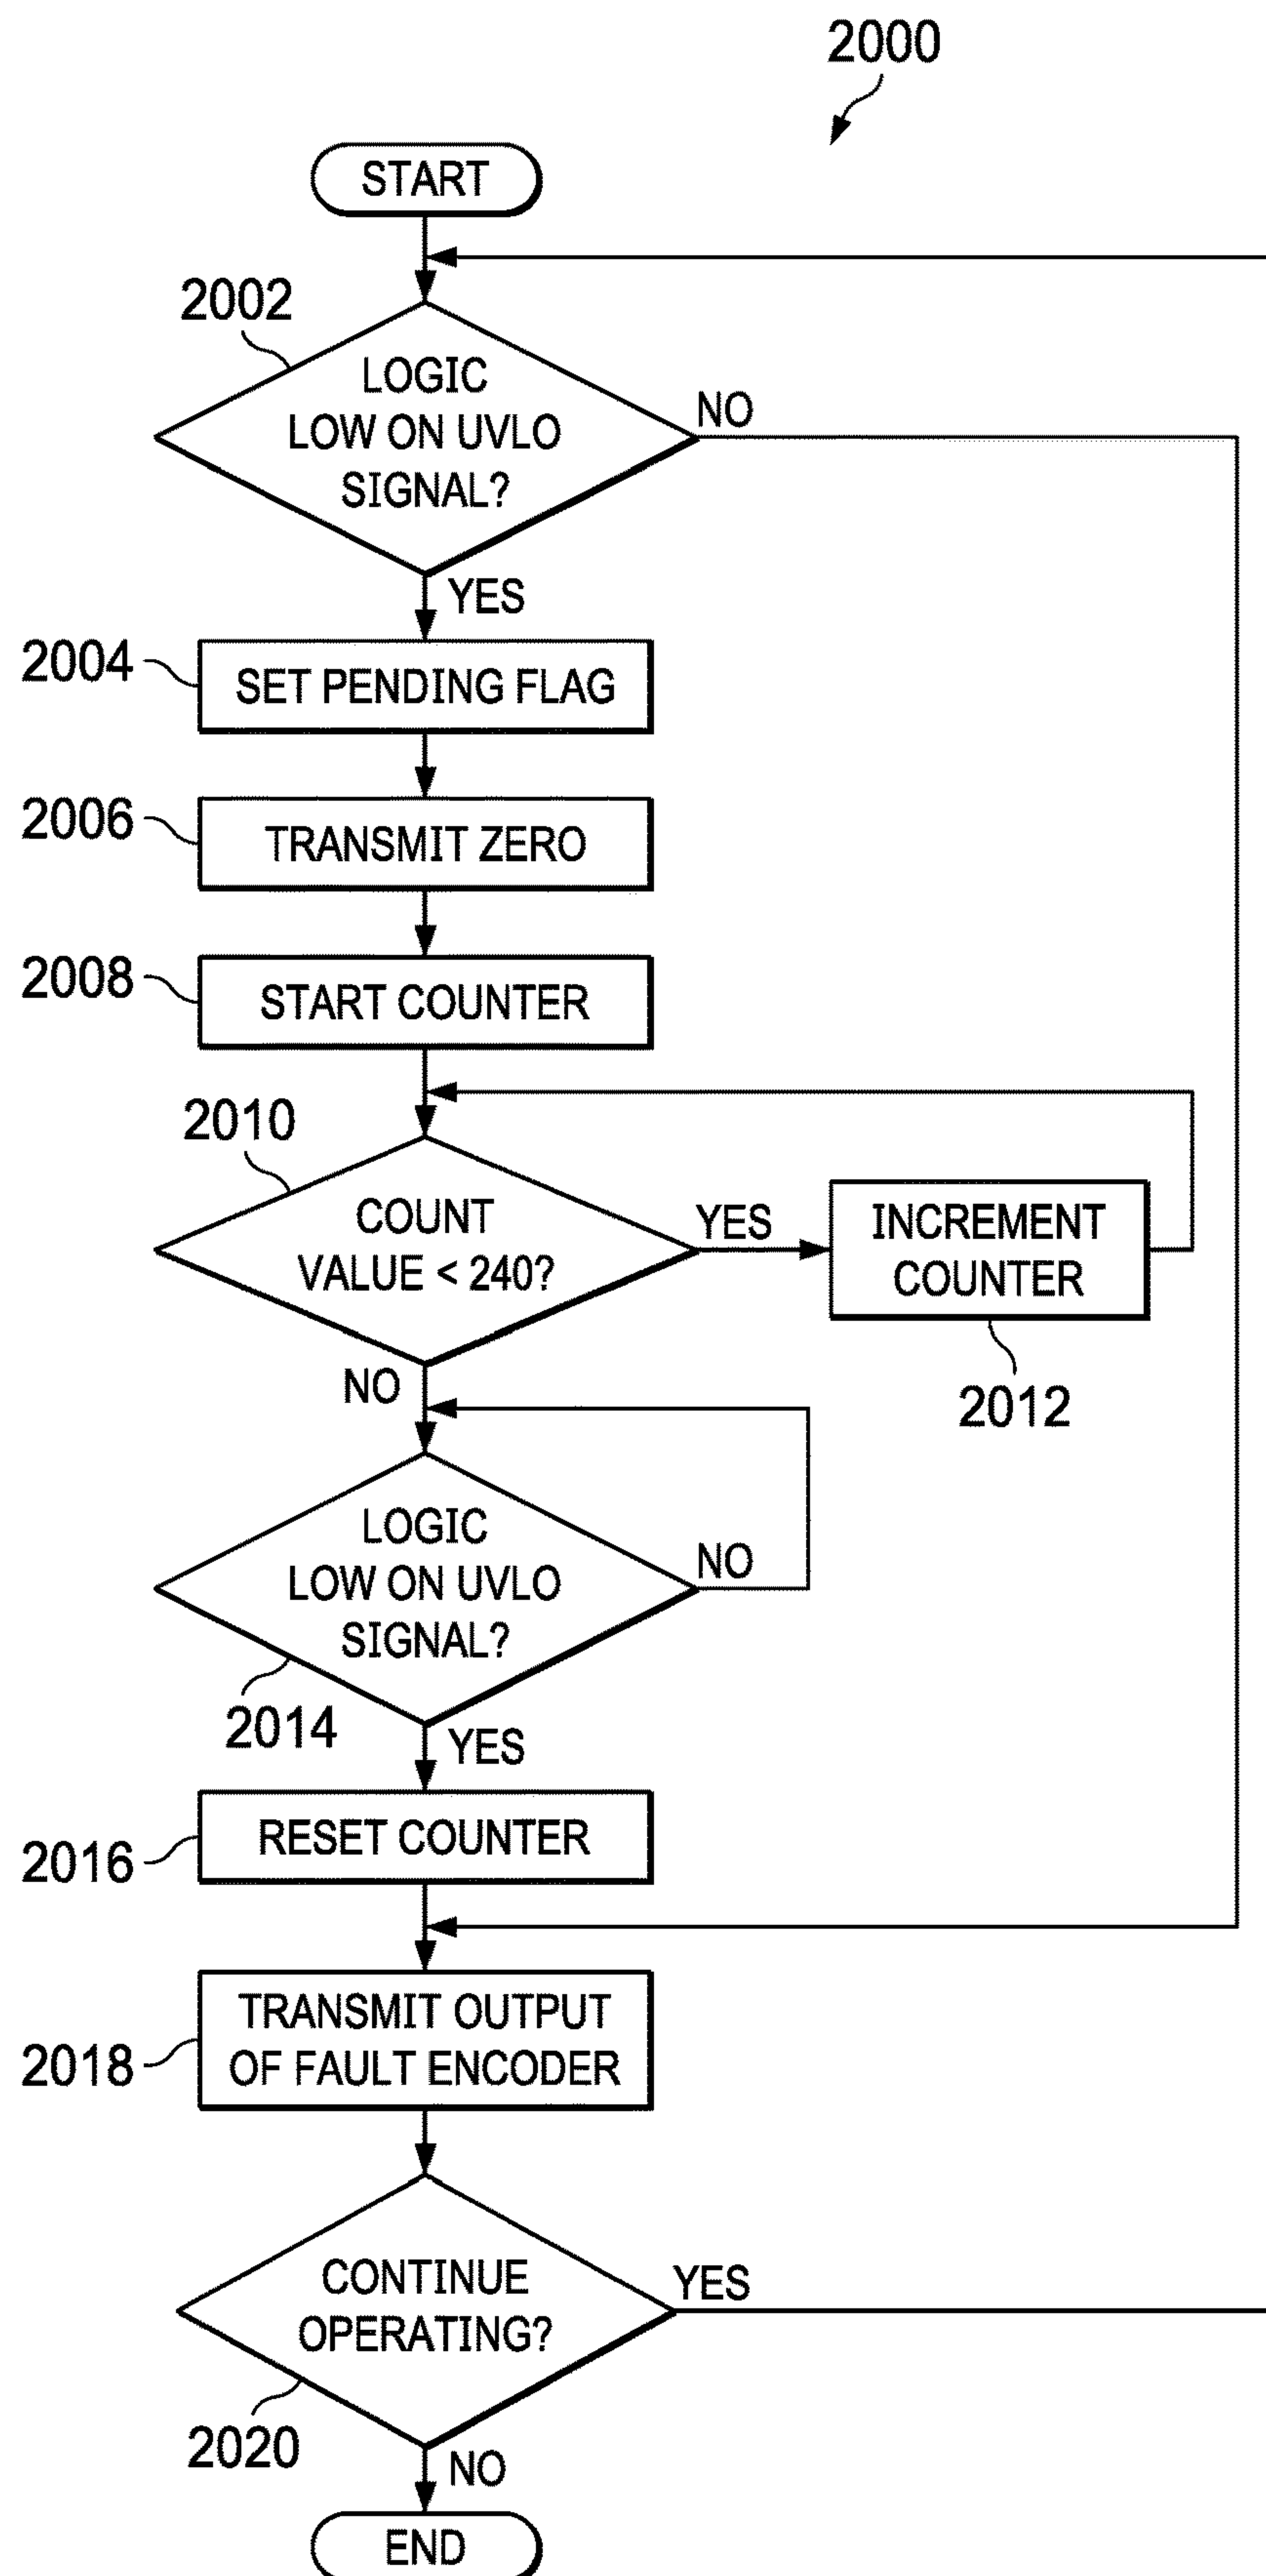 2000
START
2002
LOGIC
LOW ON UVLO
SIGNAL?
NO
YES
2004
SET PENDING FLAG
2006
TRANSMIT ZERO
2008
START COUNTER
2010
COUNT
VALUE < 240?
YES
INCREMENT
COUNTER
2012
NO
LOGIC
LOW ON UVLO
SIGNAL?
NO
2014
YES
RESET COUNTER
2016
TRANSMIT OUTPUT
OF FAULT ENCODER
2018
CONTINUE
OPERATING?
YES
2020
NO
END